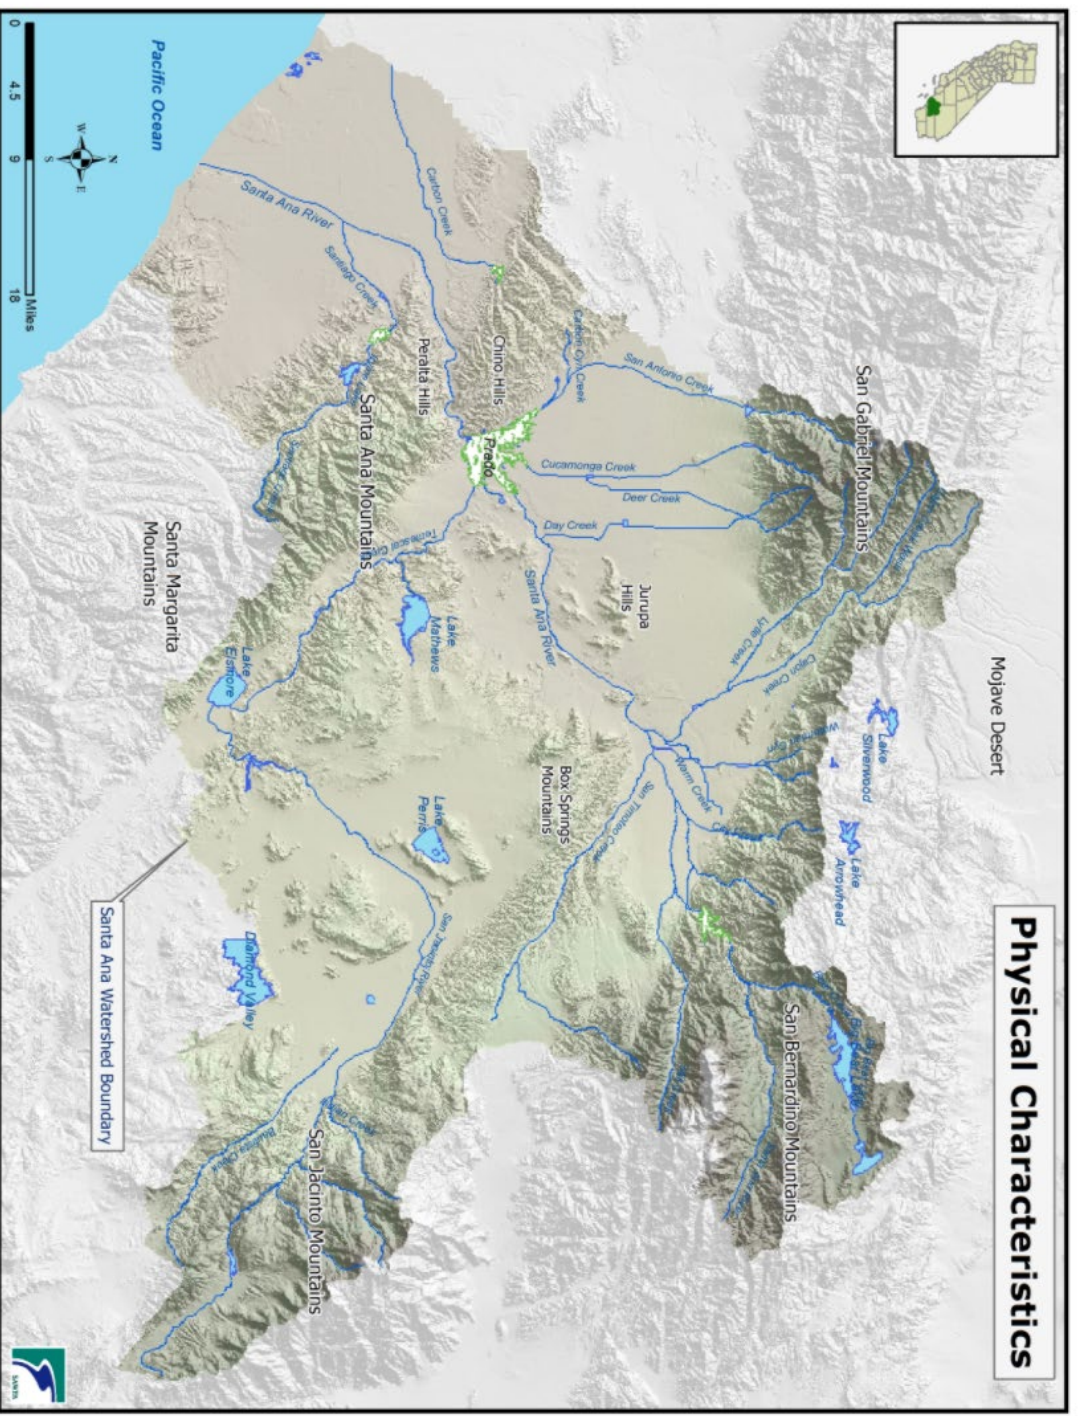 Physical Characteristics
Mojave Desert
Lake
Silverwood
Lake
Arrowhead
San Gabriel Mountains
San Bernardino Mountains
San Antonio Creek
Lytle Creek
Cajon Creek
Warm Creek
Carbon Cyn Creek
Cucamonga Creek
Deer Creek
Day Creek
Jurupa
Hills
San Timoteo Creek
Chino Hills
Prado
Santa Ana River
Box Springs
Mountains
Carbon Creek
Peralta Hills
Lake
Mathews
Lake
Perris
San Jacinto River
Santa Ana River
Santiago Creek
Santa Ana Mountains
Temescal Crk
San Jacinto Mountains
Lake
Elsinore
Diamond Valley
Santa Margarita
Mountains
Pacific Ocean
Santa Ana Watershed Boundary
N
W
E
S
0
4.5
9
18
Miles
SAWPA